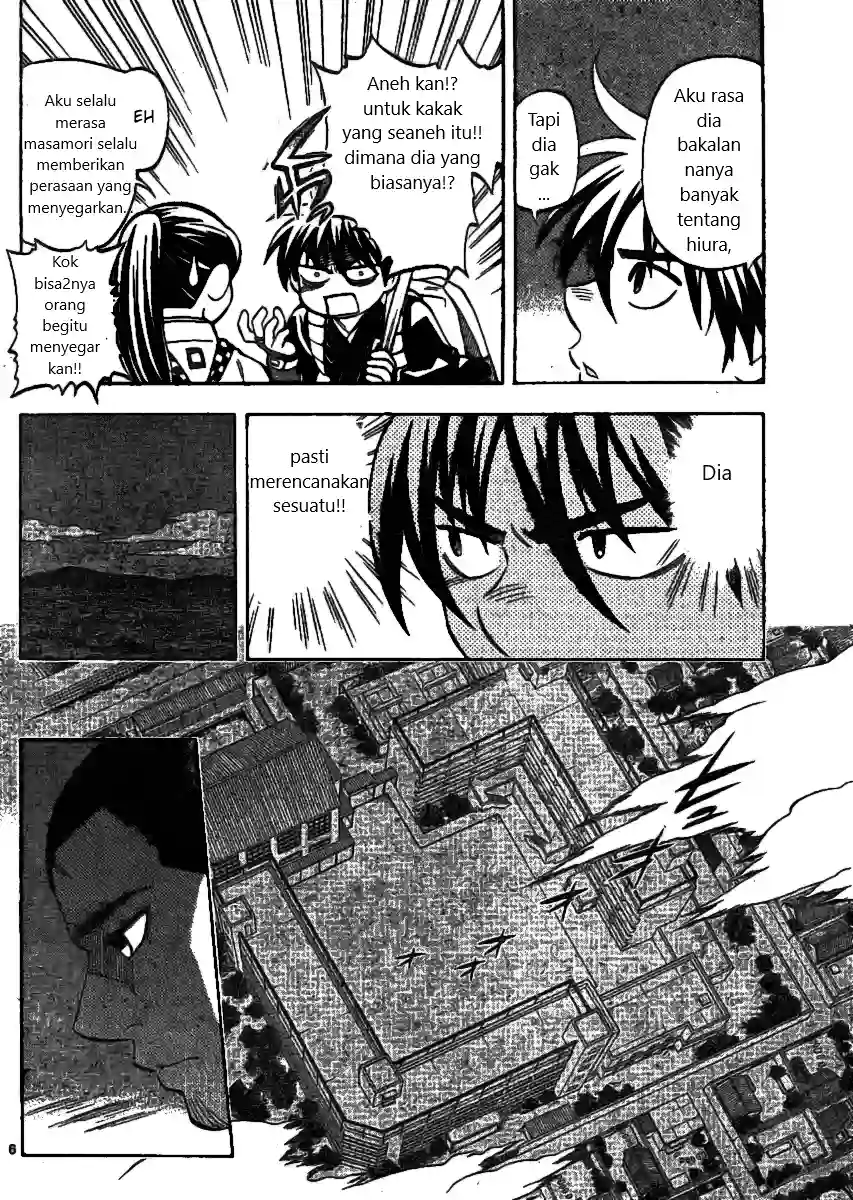 Aku rasa
dia
bakalan
nanya
banyak
tentang
hiura,
Tapi
dia
gak
...
Aneh kan!?
untuk kakak
yang seaneh itu!!
dimana dia yang
biasanya!?
EH
Aku selalu
merasa
masamori selalu
memberikan
perasaan yang
menyegarkan..
Kok
bisa2nya
orang
begitu
menyegar
kan!!
Dia
pasti
merencanakan
sesuatu!!
6